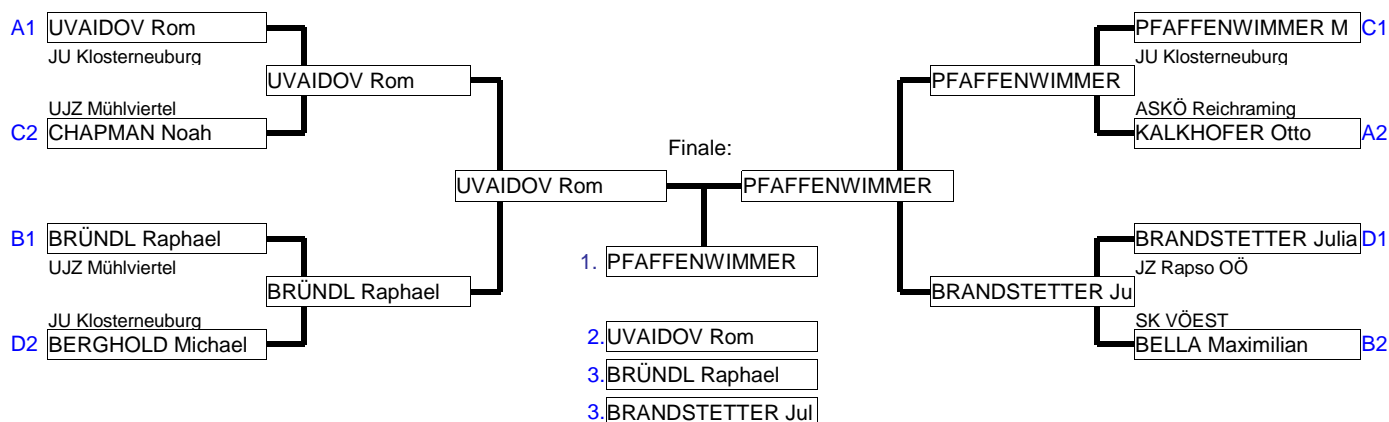 A1 UVAIDOV Rom
JU Klosterneuburg
UVAIDOV Rom
UJZ Mühlviertel
C2 CHAPMAN Noah
UVAIDOV Rom
B1 BRÜNDL Raphael
UJZ Mühlviertel
BRÜNDL Raphael
JU Klosterneuburg
D2 BERGHOLD Michael
Finale:
1. PFAFFENWIMMER
2. UVAIDOV Rom
3. BRÜNDL Raphael
3. BRANDSTETTER Jul
PFAFFENWIMMER M C1
JU Klosterneuburg
PFAFFENWIMMER
ASKÖ Reichraming
KALKHOFER Otto A2
PFAFFENWIMMER
BRANDSTETTER Julia D1
JZ Rapso OÖ
BRANDSTETTER Ju
SK VÖEST
BELLA Maximilian B2